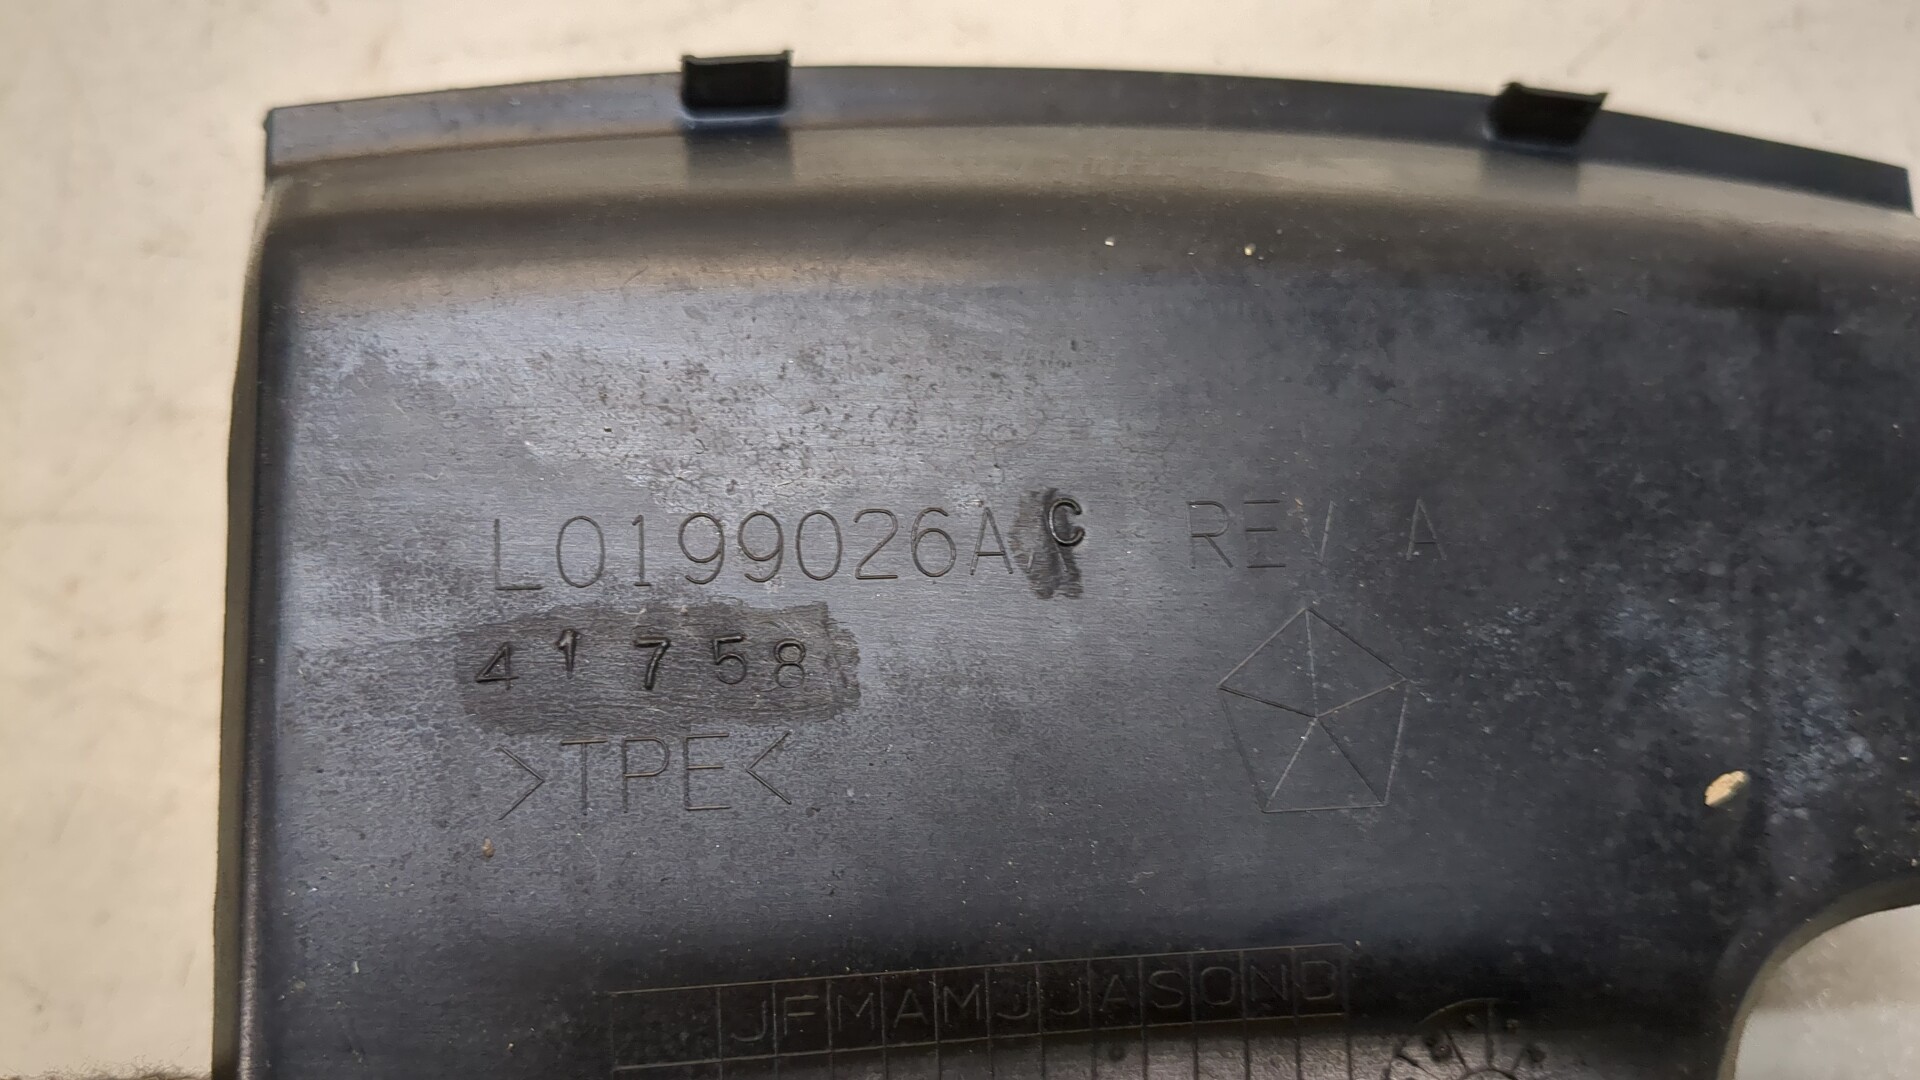 L0199026AC REV A
41758
>TPE<
JFMAMJJASOND